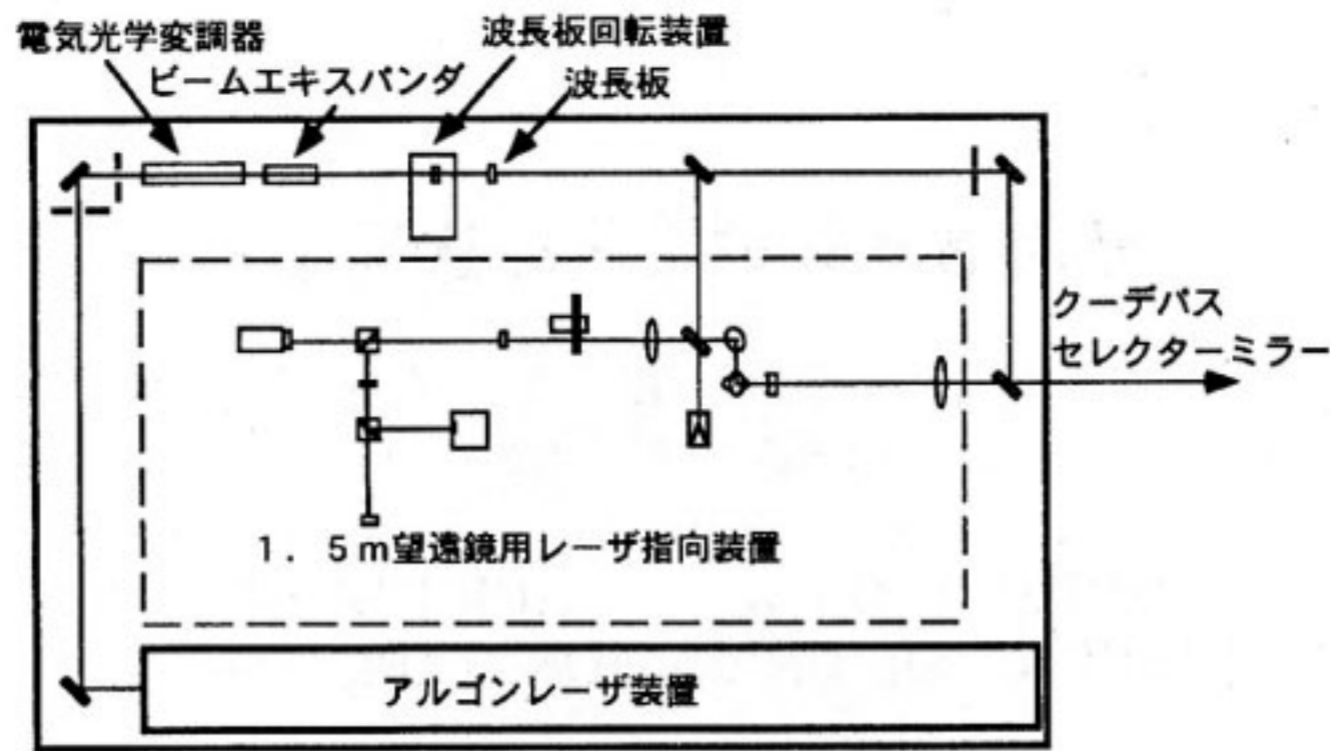 電気光学変調器
波長板回転装置
ビームエキスパンダ
波長板
クーデバス
セレクターミラー
1. 5m望遠鏡用レーザ指向装置
アルゴンレーザ装置